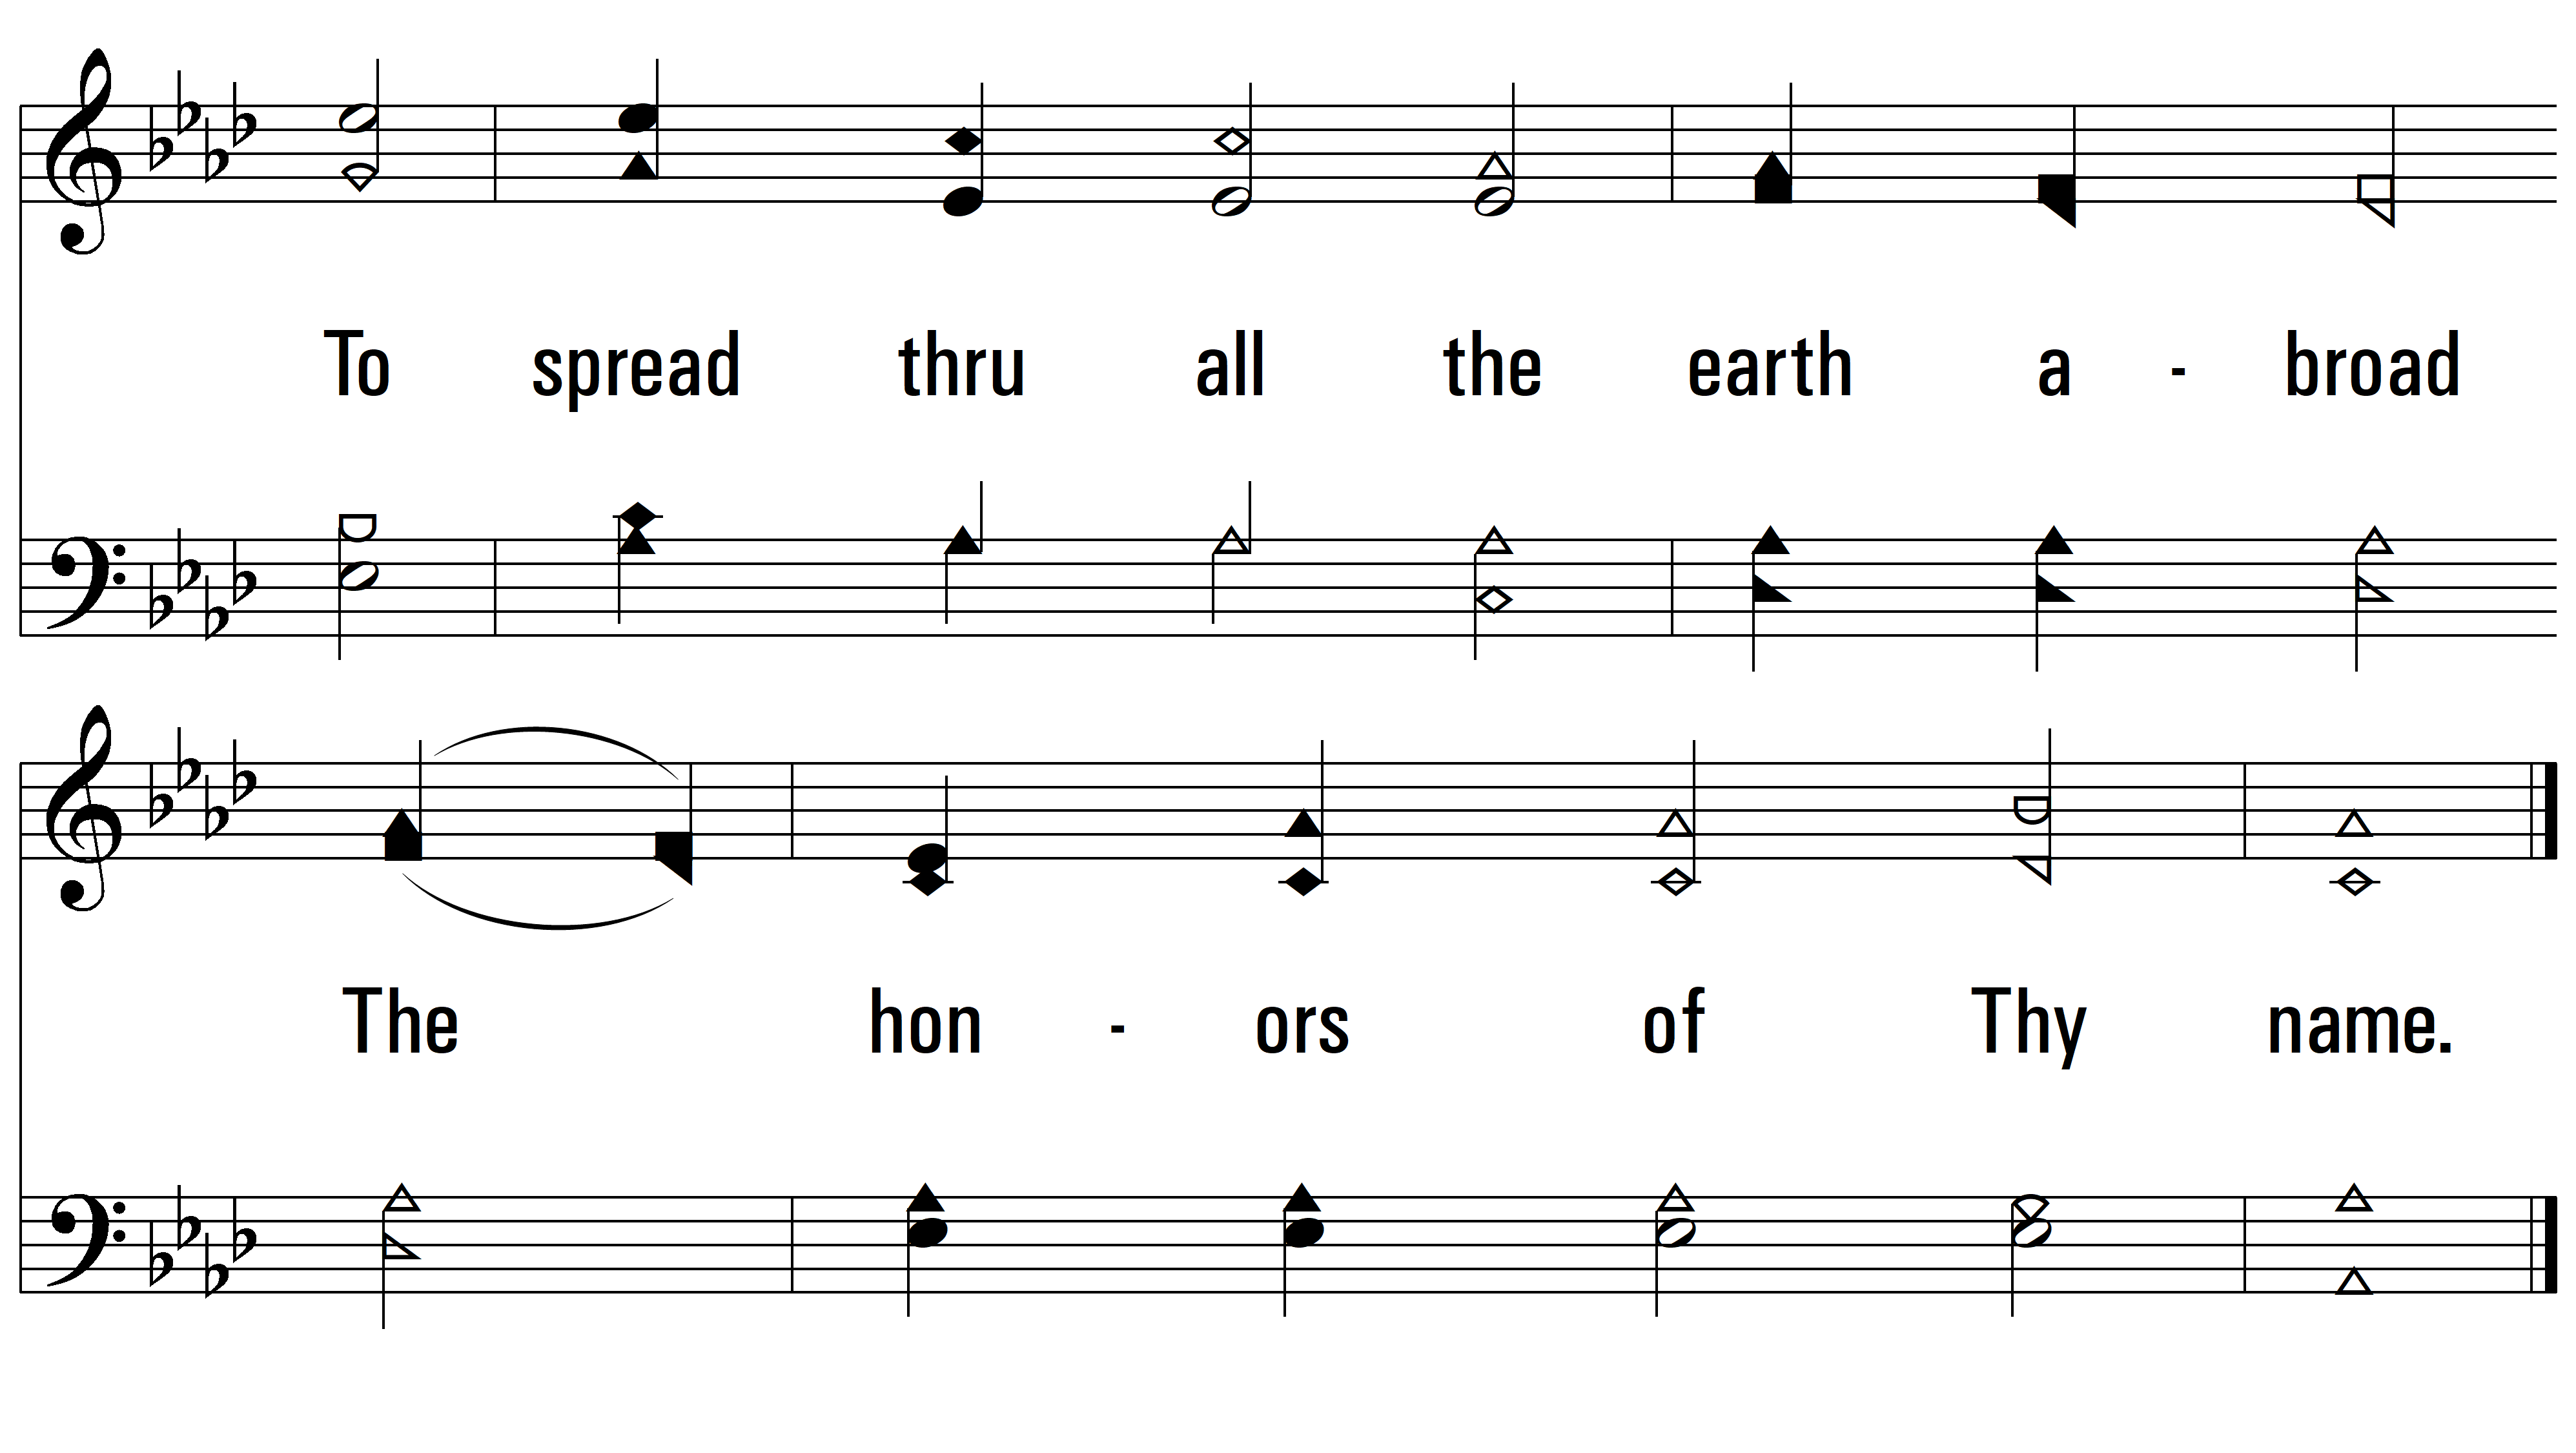 To spread thru all the earth a - broad
The hon - ors of Thy name.